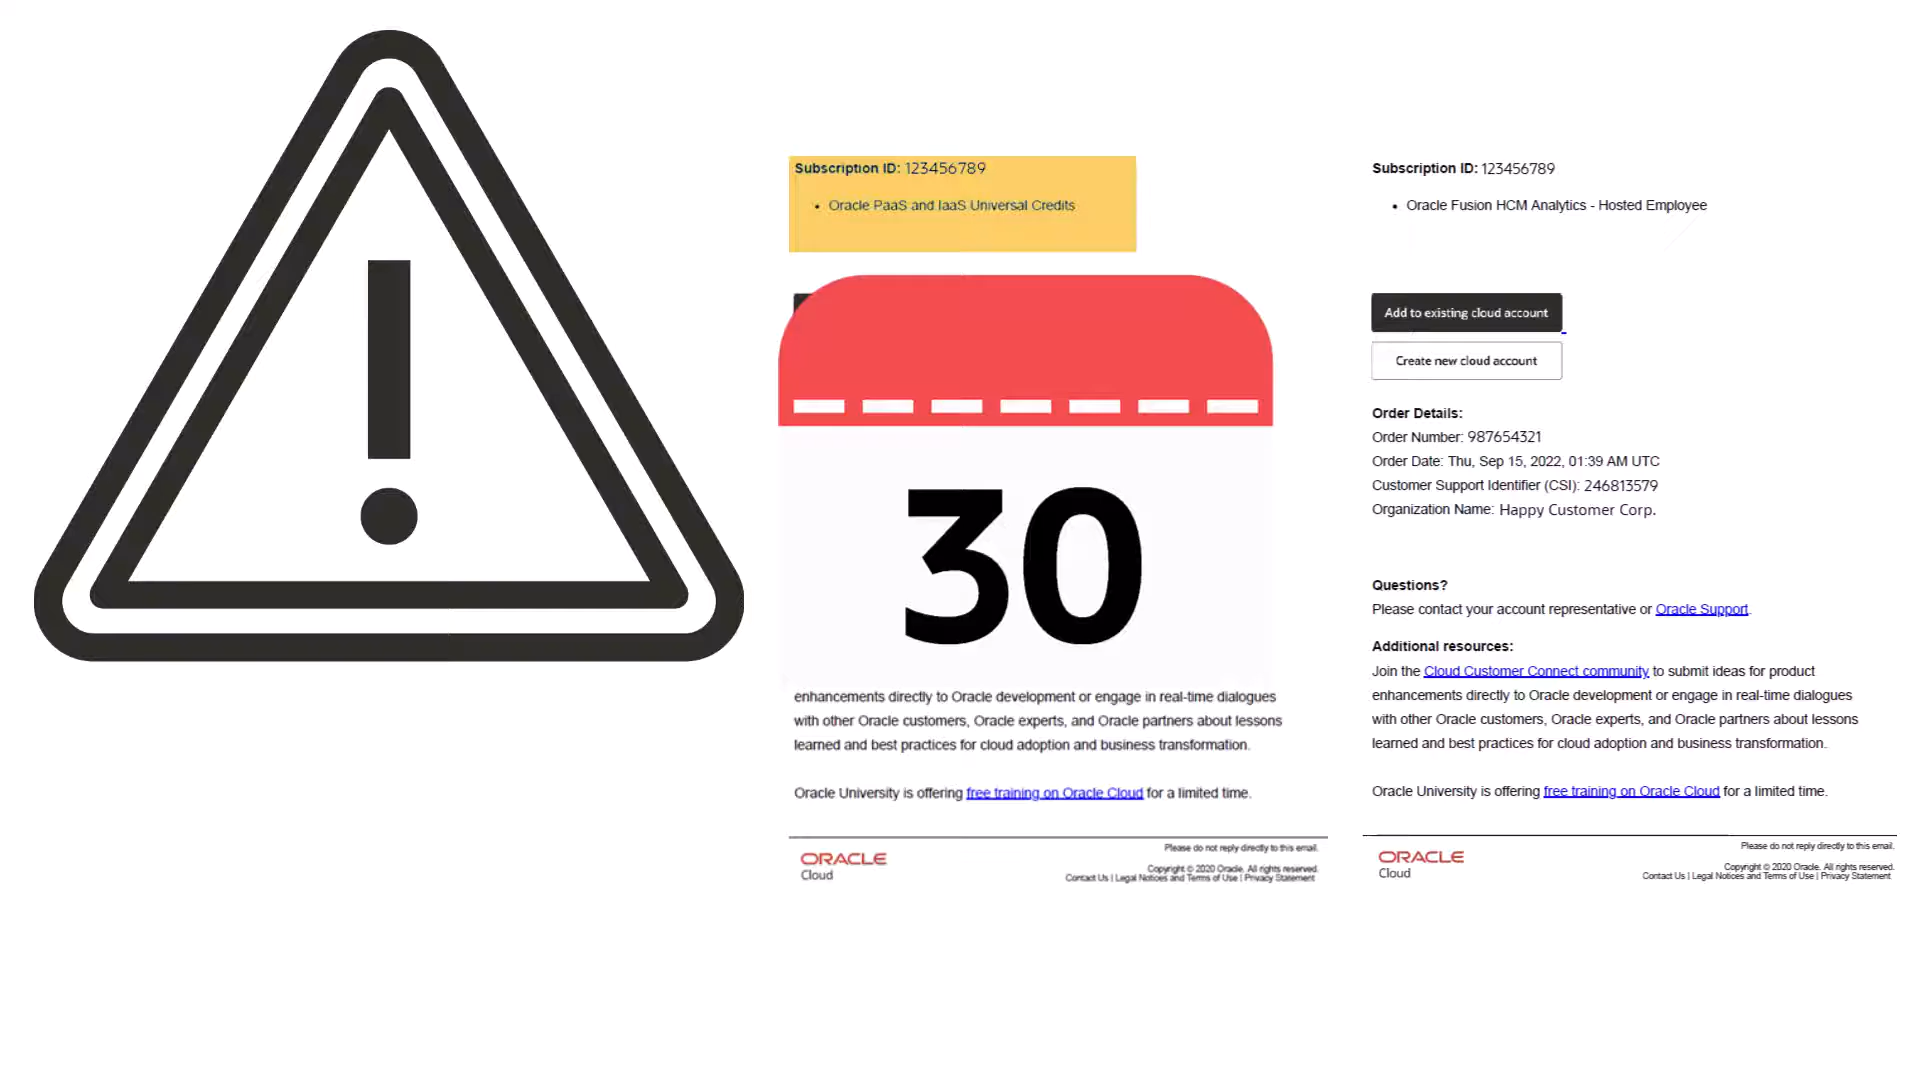 Subscription ID: 123456789
• Oracle PaaS and IaaS Universal Credits
30
enhancements directly to Oracle development or engage in real-time dialogues
with other Oracle customers, Oracle experts, and Oracle partners about lessons
learned and best practices for cloud adoption and business transformation.
Oracle University is offering free training on Oracle Cloud for a limited time.
ORACLE
Cloud
Please do not reply directly to this email.
Copyright © 2020 Oracle. All rights reserved.
Contact Us | Legal Notices and Terms of Use | Privacy Statement
Subscription ID: 123456789
• Oracle Fusion HCM Analytics - Hosted Employee
Add to existing cloud account
Create new cloud account
Order Details:
Order Number: 987654321
Order Date: Thu, Sep 15, 2022, 01:39 AM UTC
Customer Support Identifier (CSI): 246813579
Organization Name: Happy Customer Corp.
Questions?
Please contact your account representative or Oracle Support.
Additional resources:
Join the Cloud Customer Connect community to submit ideas for product
enhancements directly to Oracle development or engage in real-time dialogues
with other Oracle customers, Oracle experts, and Oracle partners about lessons
learned and best practices for cloud adoption and business transformation.
Oracle University is offering free training on Oracle Cloud for a limited time.
ORACLE
Cloud
Please do not reply directly to this email.
Copyright © 2020 Oracle. All rights reserved.
Contact Us | Legal Notices and Terms of Use | Privacy Statement